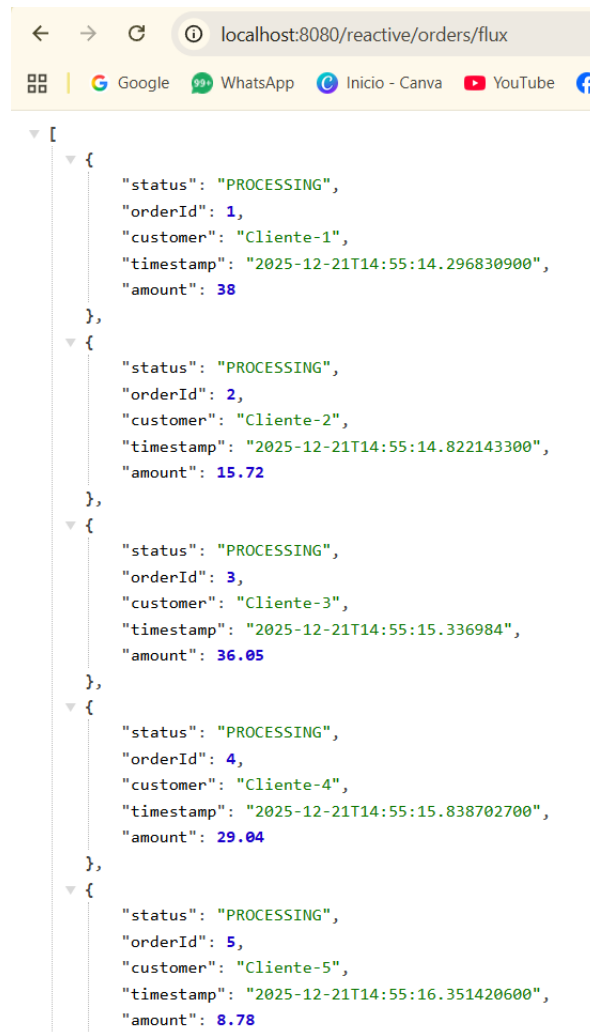 localhost:8080/reactive/orders/flux
Google 99+ WhatsApp Inicio - Canva YouTube
[
{
"status": "PROCESSING",
"orderId": 1,
"customer": "Cliente-1",
"timestamp": "2025-12-21T14:55:14.296830900",
"amount": 38
},
{
"status": "PROCESSING",
"orderId": 2,
"customer": "Cliente-2",
"timestamp": "2025-12-21T14:55:14.822143300",
"amount": 15.72
},
{
"status": "PROCESSING",
"orderId": 3,
"customer": "Cliente-3",
"timestamp": "2025-12-21T14:55:15.336984",
"amount": 36.05
},
{
"status": "PROCESSING",
"orderId": 4,
"customer": "Cliente-4",
"timestamp": "2025-12-21T14:55:15.838702700",
"amount": 29.04
},
{
"status": "PROCESSING",
"orderId": 5,
"customer": "Cliente-5",
"timestamp": "2025-12-21T14:55:16.351420600",
"amount": 8.78